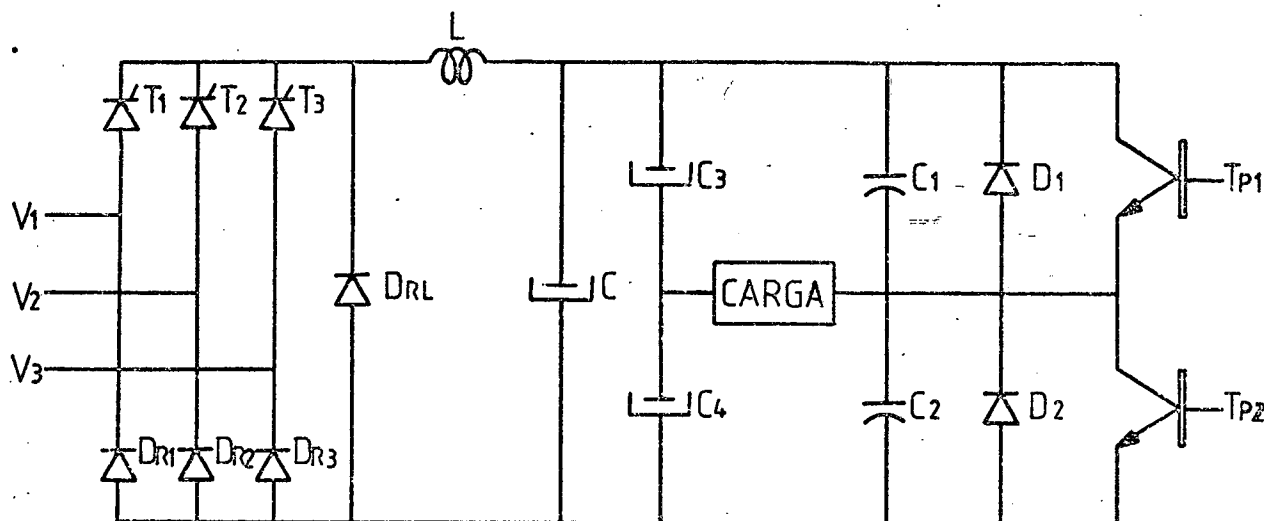 L
T1 T2 T3
C3 C1 D1 TP1
V1
V2 DRL C CARGA
V3
C4 C2 D2 TP2
DR1 DR2 DR3